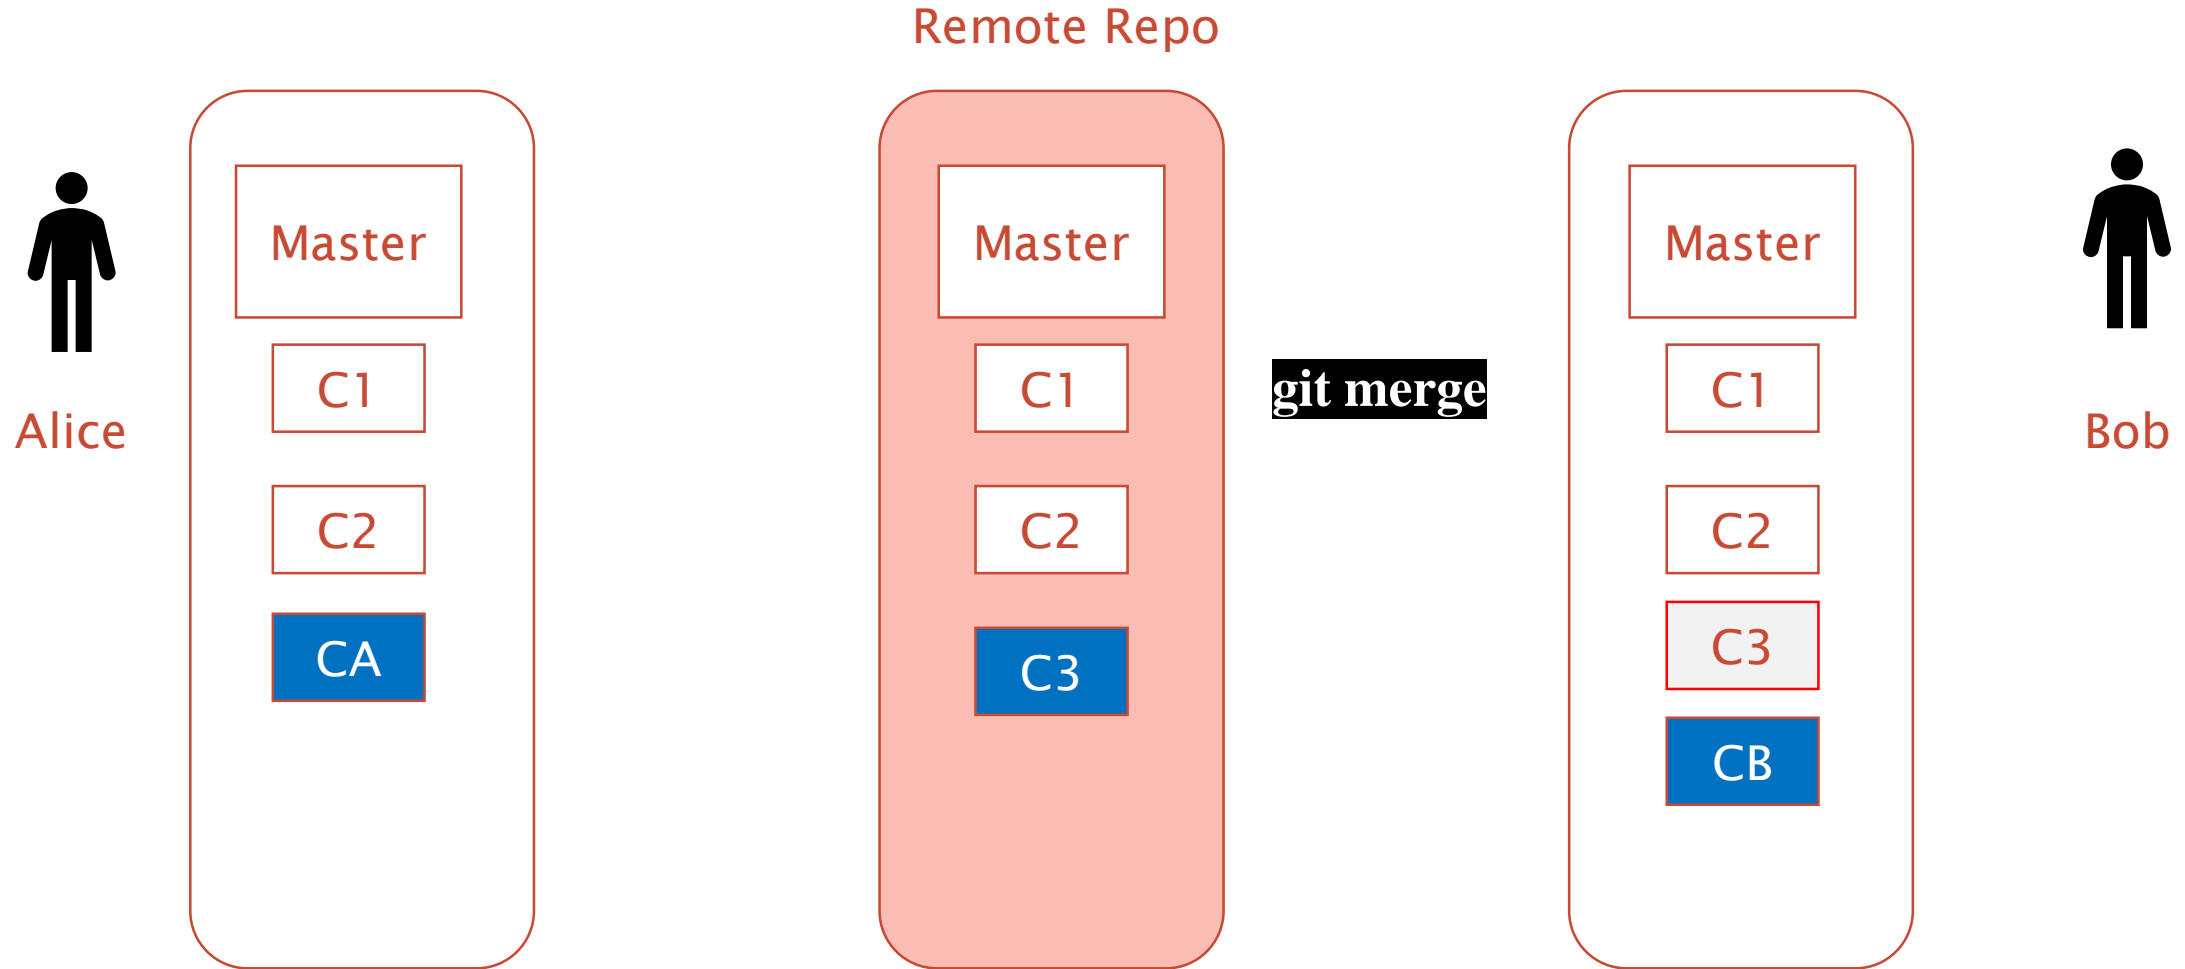 Remote Repo
Alice
Master
C1
C2
CA
Master
C1
C2
C3
git merge
Master
C1
C2
C3
CB
Bob